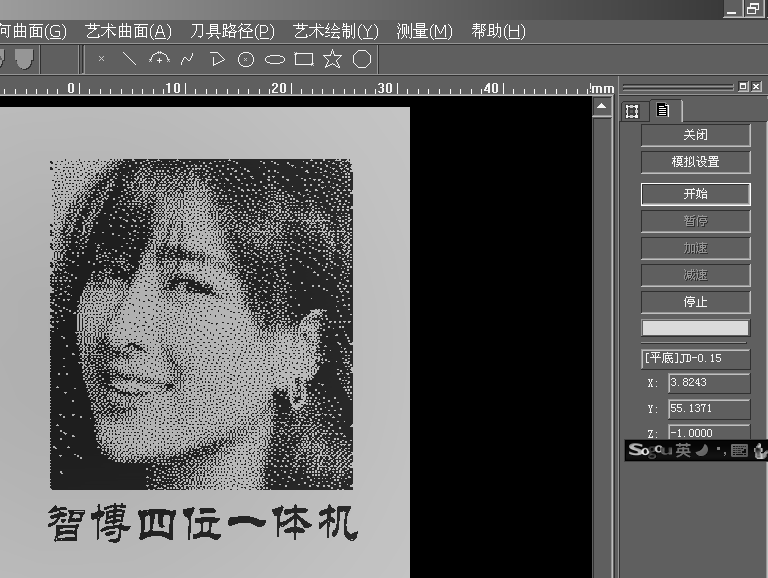 何曲面(G) 艺术曲面(A) 刀具路径(P) 艺术绘制(Y) 测量(M) 帮助(H)
0 10 20 30 40 mm
关闭
模拟设置
开始
暂停
加速
减速
停止
[平底]JD-0.15
X: 3.8243
Y: 55.1371
Z: -1.0000
Sogou 英
智博四位一体机